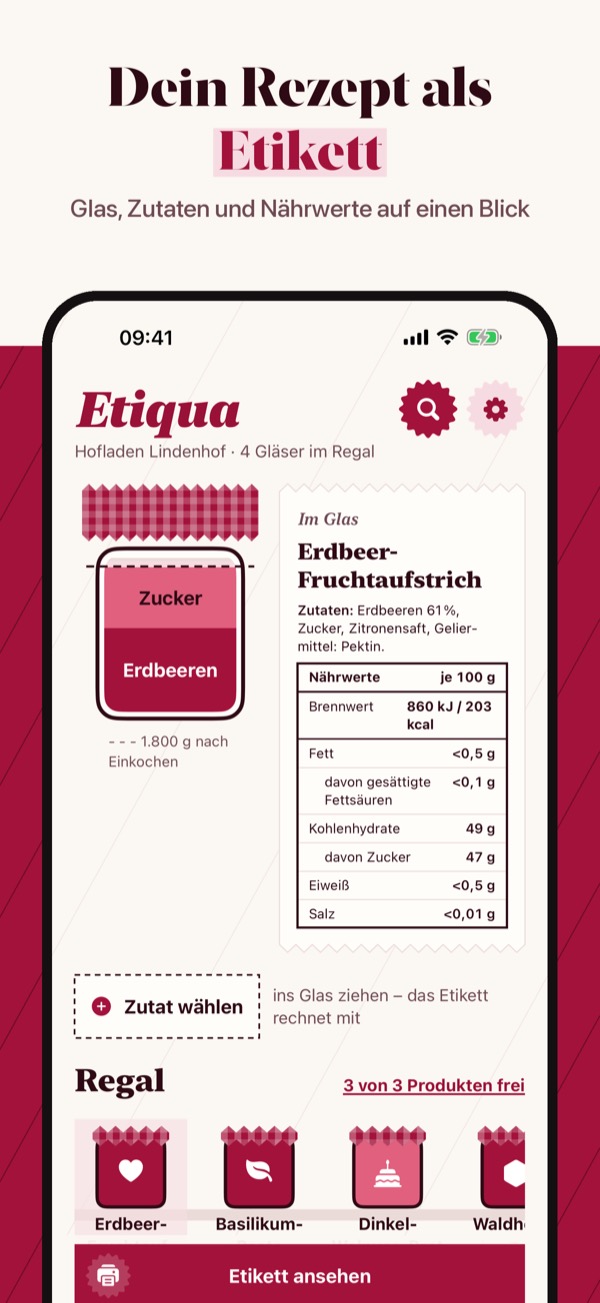 Dein Rezept als
Etikett
Glas, Zutaten und Nährwerte auf einen Blick
09:41
Etiqua
Hofladen Lindenhof · 4 Gläser im Regal
Zucker
Erdbeeren
- - - 1.800 g nach
Einkochen
Im Glas
Erdbeer-
Fruchtaufstrich
Zutaten: Erdbeeren 61 %,
Zucker, Zitronensaft, Gelier-
mittel: Pektin.
Nährwerte je 100 g
Brennwert 860 kJ / 203
kcal
Fett <0,5 g
davon gesättigte <0,1 g
Fettsäuren
Kohlenhydrate 49 g
davon Zucker 47 g
Eiweiß <0,5 g
Salz <0,01 g
Zutat wählen
ins Glas ziehen – das Etikett
rechnet mit
Regal
3 von 3 Produkten frei
Erdbeer- Basilikum- Dinkel-
Etikett ansehen